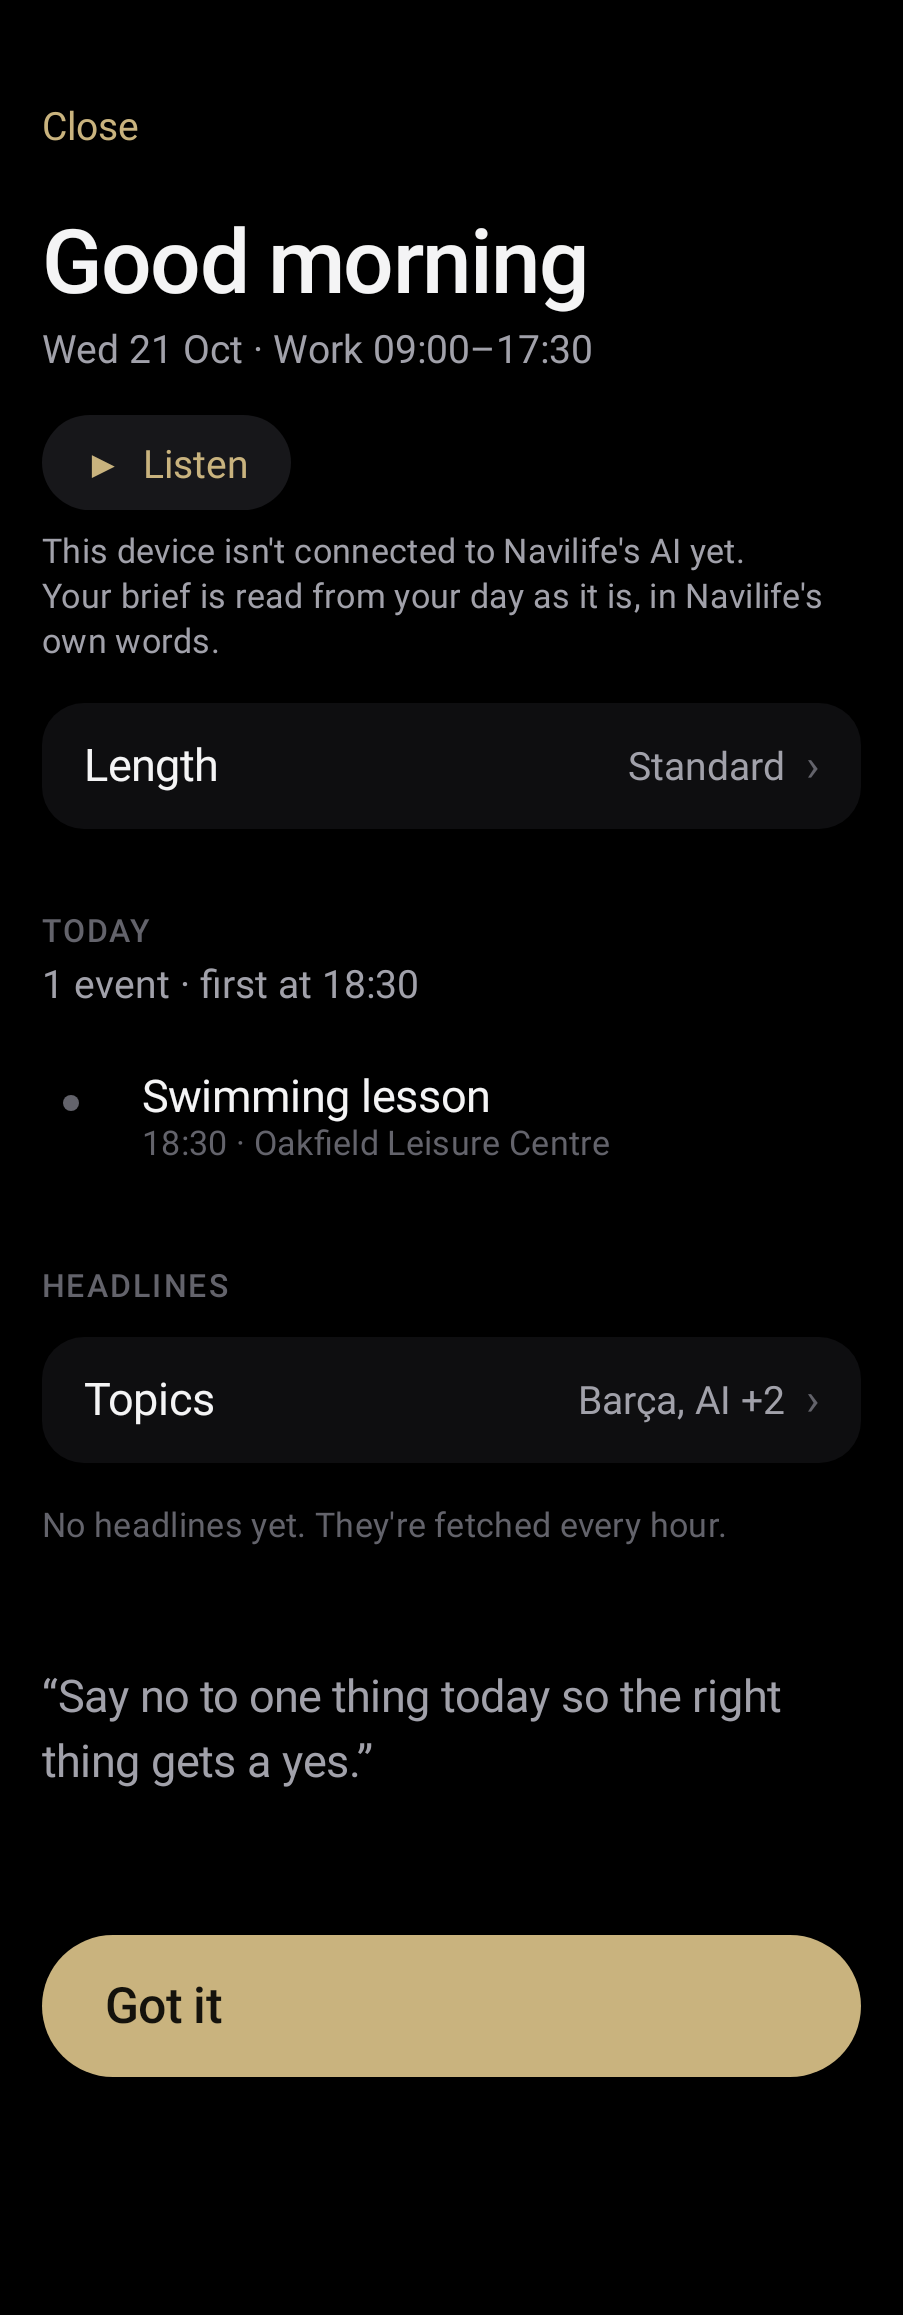 Close
Good morning
Wed 21 Oct · Work 09:00–17:30
► Listen
This device isn't connected to Navilife's AI yet.
Your brief is read from your day as it is, in Navilife's
own words.
Length Standard ›
TODAY
1 event · first at 18:30
Swimming lesson
18:30 · Oakfield Leisure Centre
HEADLINES
Topics Barça, AI +2 ›
No headlines yet. They're fetched every hour.
“Say no to one thing today so the right
thing gets a yes.”
Got it